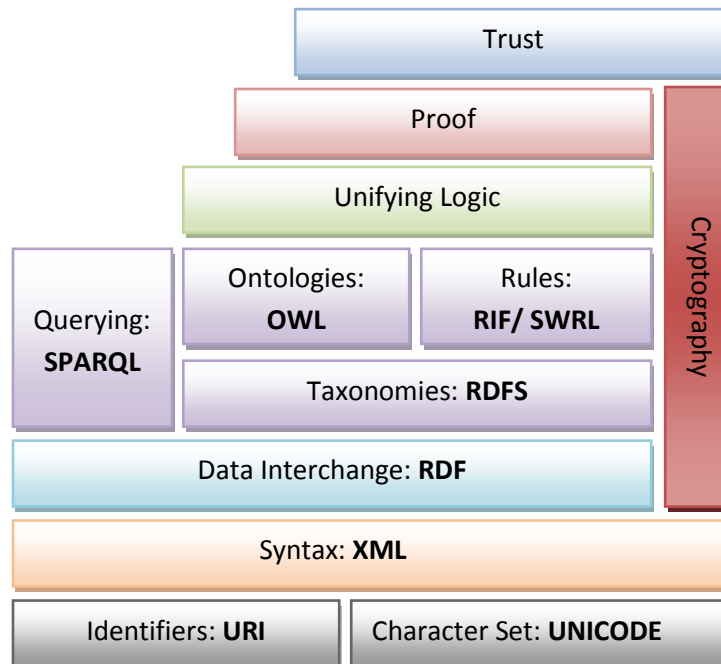 Trust
Proof
Unifying Logic
Cryptography
Querying:
SPARQL
Ontologies:
OWL
Rules:
RIF/ SWRL
Taxonomies: RDFS
Data Interchange: RDF
Syntax: XML
Identifiers: URI
Character Set: UNICODE